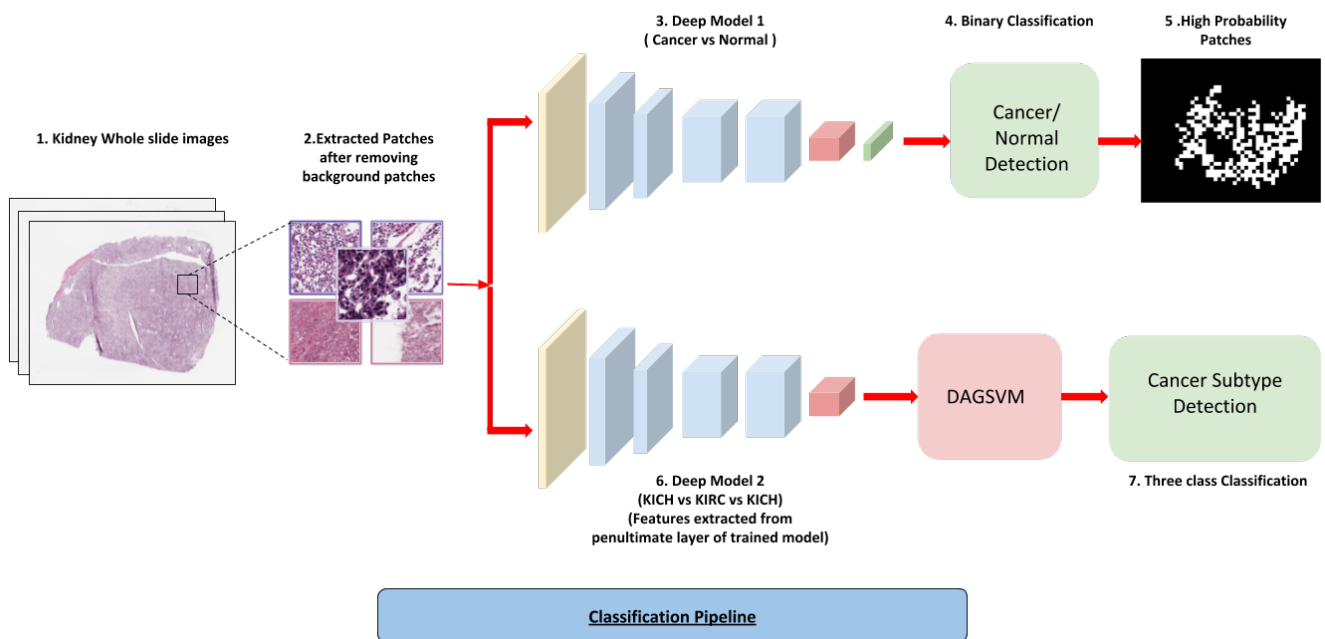 1. Kidney Whole slide images
2.Extracted Patches
after removing
background patches
3. Deep Model 1
( Cancer vs Normal )
4. Binary Classification
Cancer/
Normal
Detection
5 .High Probability
Patches
6. Deep Model 2
(KICH vs KIRC vs KICH)
(Features extracted from
penultimate layer of trained model)
DAGSVM
Cancer Subtype
Detection
7. Three class Classification
Classification Pipeline